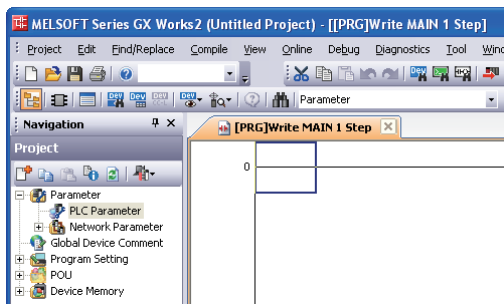 MELSOFT Series GX Works2 (Untitled Project) - [[PRG]Write MAIN 1 Step]
Project Edit Find/Replace Compile View Online Debug Diagnostics Tool Wind
Parameter
Navigation
[PRG]Write MAIN 1 Step
Project
0
Parameter
PLC Parameter
Network Parameter
Global Device Comment
Program Setting
POU
Device Memory